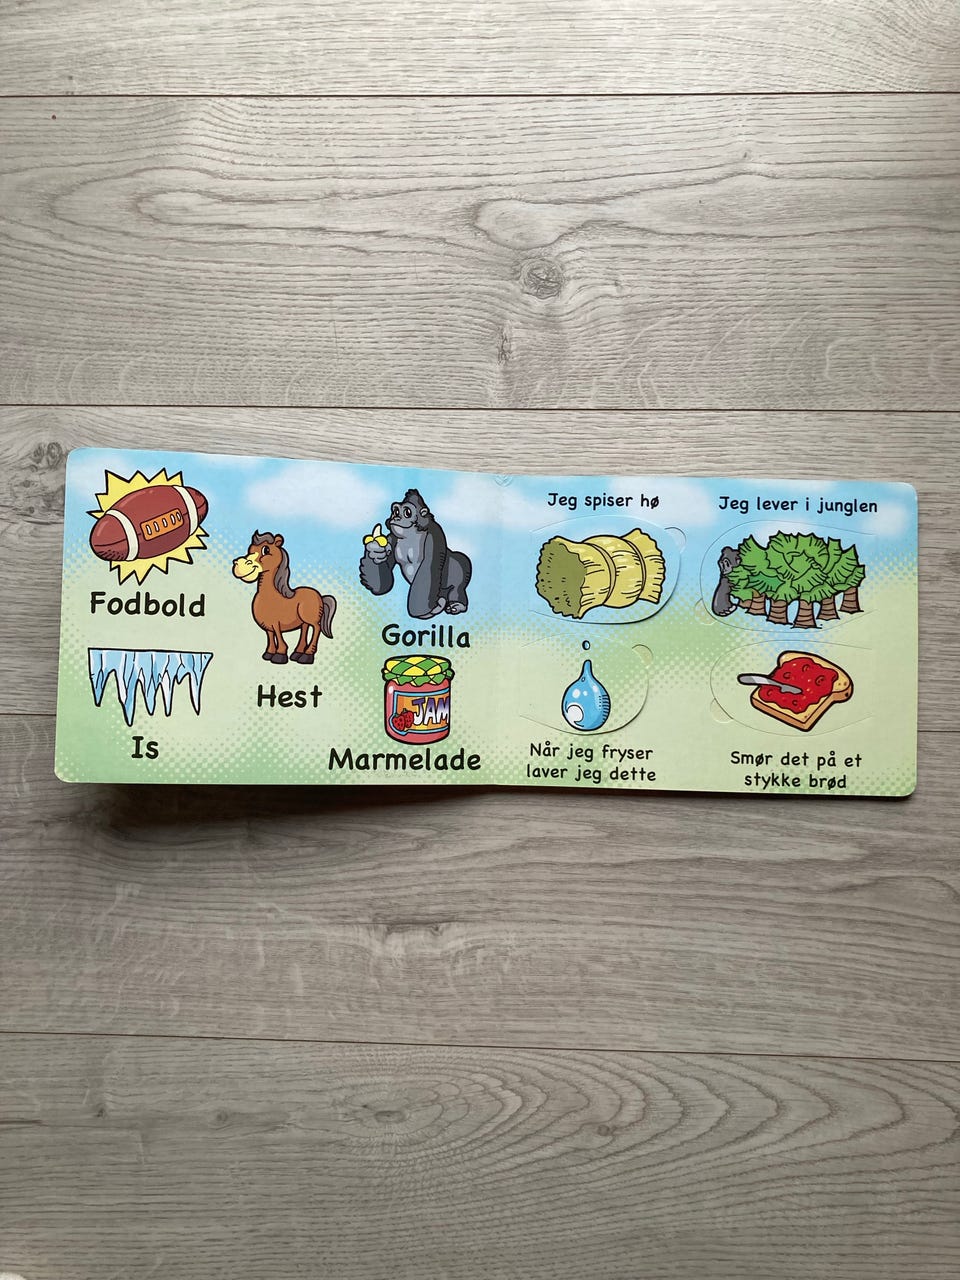 Fodbold
Hest
Gorilla
Is
JAM
Marmelade
Jeg spiser hø
Jeg lever i junglen
Når jeg fryser
laver jeg dette
Smør det på et
stykke brød